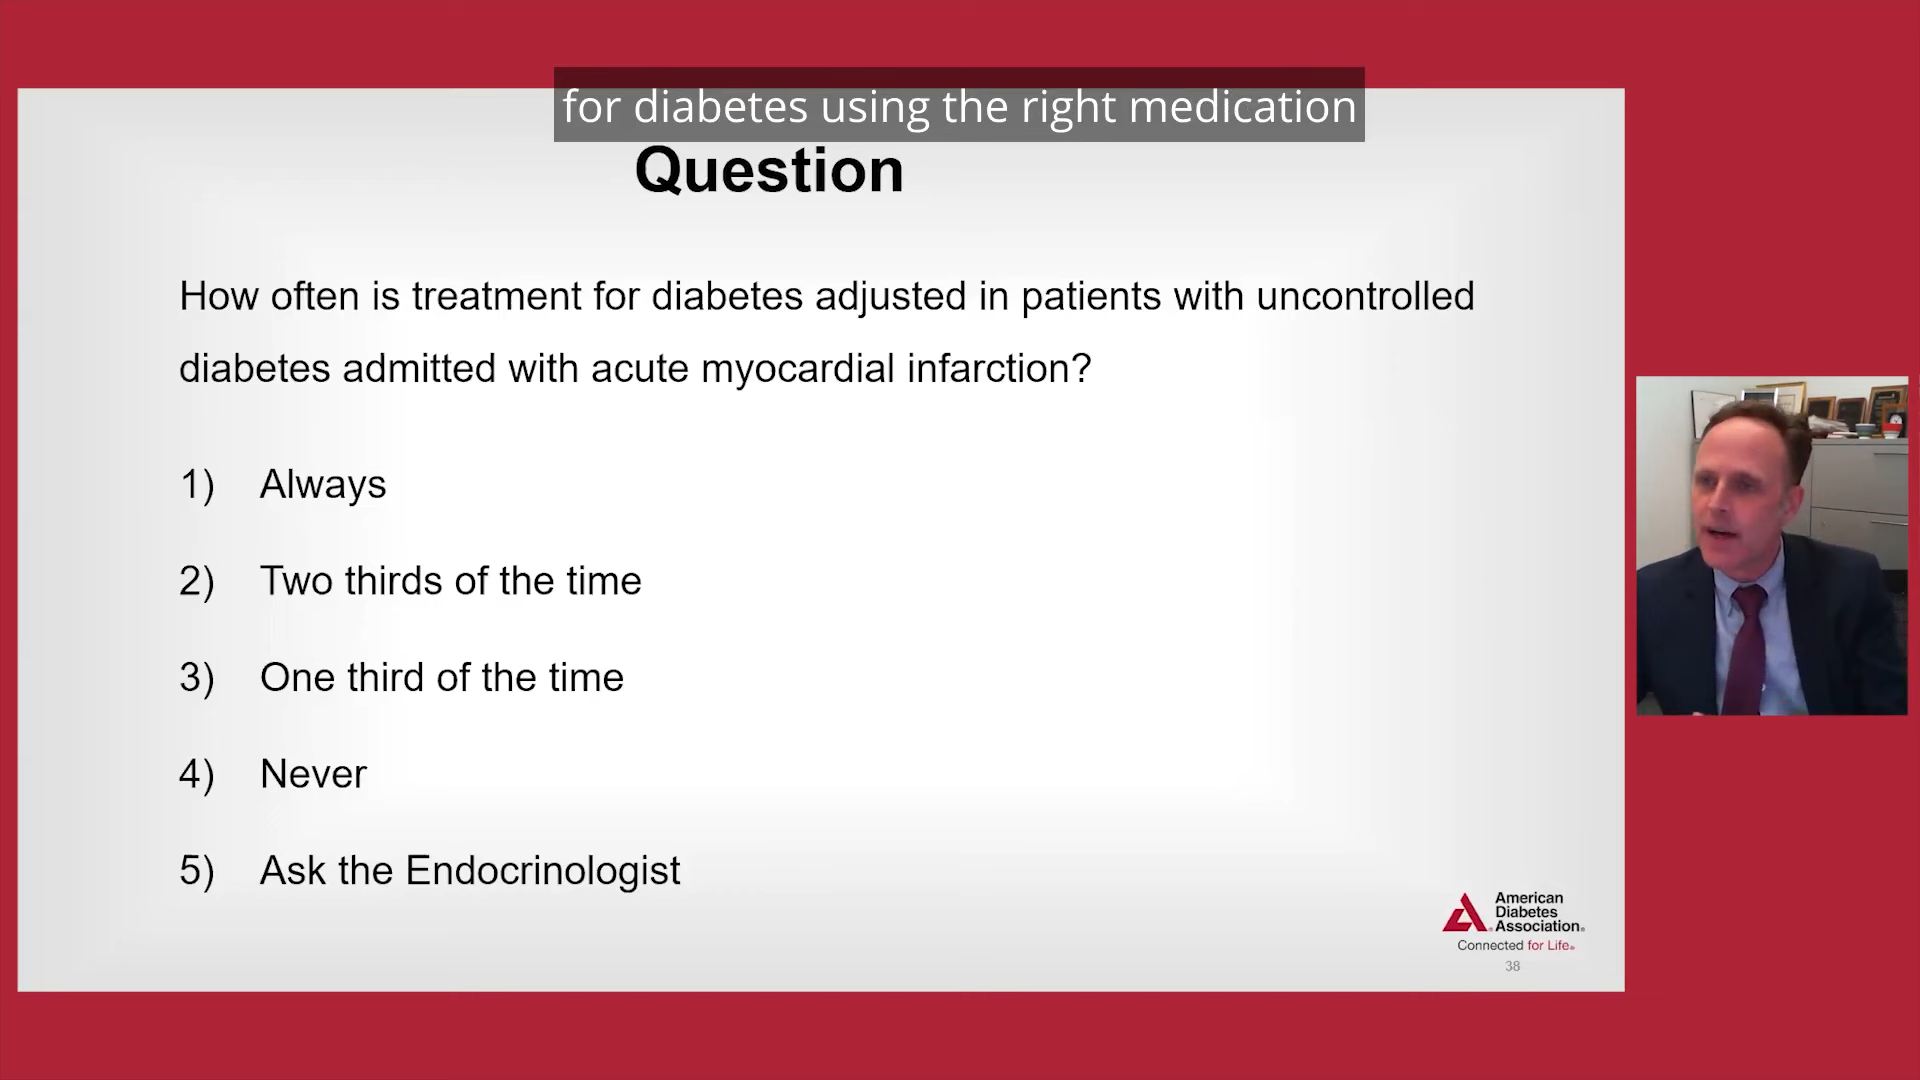 for diabetes using the right medication
Question
How often is treatment for diabetes adjusted in patients with uncontrolled
diabetes admitted with acute myocardial infarction?
1) Always
2) Two thirds of the time
3) One third of the time
4) Never
5) Ask the Endocrinologist
American
Diabetes
Association®
Connected for Life®
38